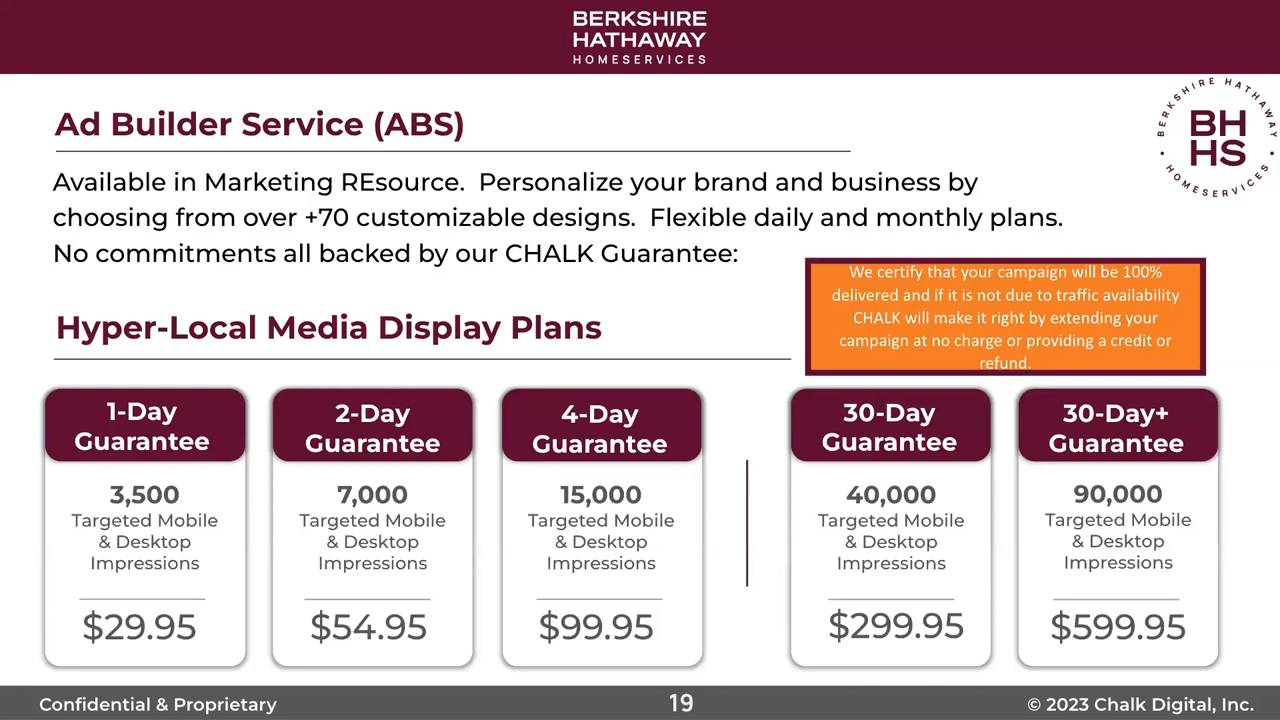 BERKSHIRE
HATHAWAY
HOMESERVICES
BERKSHIRE HATHAWAY
BH
HS
HOMESERVICES
Ad Builder Service (ABS)
Available in Marketing REsource.  Personalize your brand and business by
choosing from over +70 customizable designs.  Flexible daily and monthly plans.
No commitments all backed by our CHALK Guarantee:
We certify that your campaign will be 100%
delivered and if it is not due to traffic availability
CHALK will make it right by extending your
campaign at no charge or providing a credit or
refund.
Hyper-Local Media Display Plans
1-Day
Guarantee
3,500
Targeted Mobile
& Desktop
Impressions
$29.95
2-Day
Guarantee
7,000
Targeted Mobile
& Desktop
Impressions
$54.95
4-Day
Guarantee
15,000
Targeted Mobile
& Desktop
Impressions
$99.95
30-Day
Guarantee
40,000
Targeted Mobile
& Desktop
Impressions
$299.95
30-Day+
Guarantee
90,000
Targeted Mobile
& Desktop
Impressions
$599.95
Confidential & Proprietary
19
© 2023 Chalk Digital, Inc.